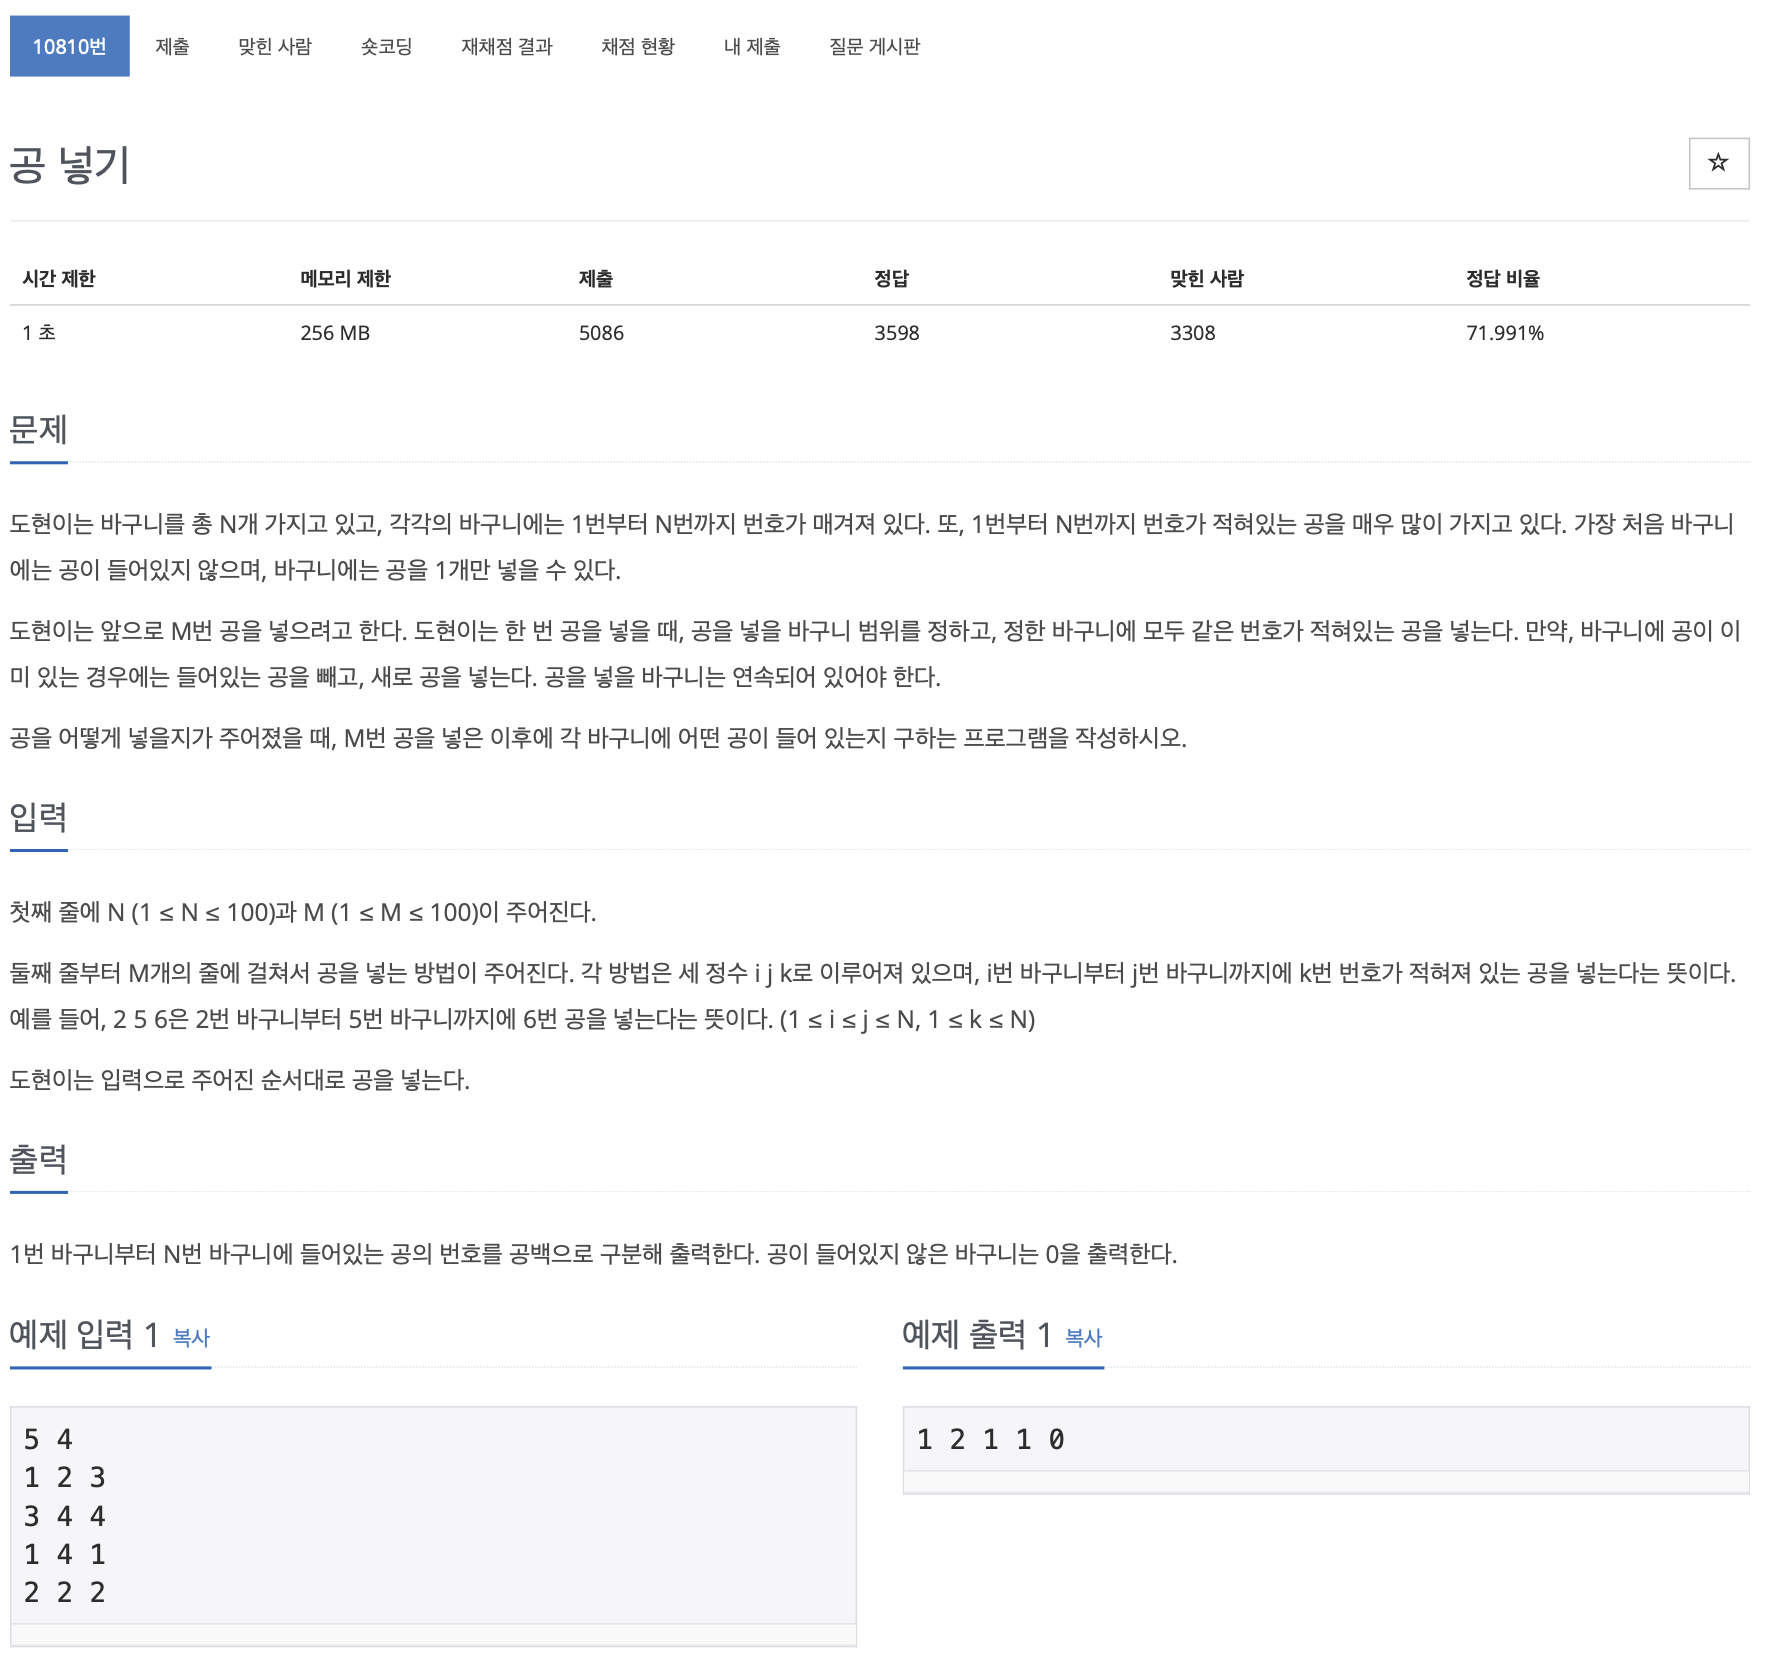 10810번 제출 맞힌 사람 숏코딩 재채점 결과 채점 현황 내 제출 질문 게시판
공 넣기
시간 제한 메모리 제한 제출 정답 맞힌 사람 정답 비율
1 초 256 MB 5086 3598 3308 71.991%
문제
도현이는 바구니를 총 N개 가지고 있고, 각각의 바구니에는 1번부터 N번까지 번호가 매겨져 있다. 또, 1번부터 N번까지 번호가 적혀있는 공을 매우 많이 가지고 있다. 가장 처음 바구니
에는 공이 들어있지 않으며, 바구니에는 공을 1개만 넣을 수 있다.
도현이는 앞으로 M번 공을 넣으려고 한다. 도현이는 한 번 공을 넣을 때, 공을 넣을 바구니 범위를 정하고, 정한 바구니에 모두 같은 번호가 적혀있는 공을 넣는다. 만약, 바구니에 공이 이
미 있는 경우에는 들어있는 공을 빼고, 새로 공을 넣는다. 공을 넣을 바구니는 연속되어 있어야 한다.
공을 어떻게 넣을지가 주어졌을 때, M번 공을 넣은 이후에 각 바구니에 어떤 공이 들어 있는지 구하는 프로그램을 작성하시오.
입력
첫째 줄에 N (1 ≤ N ≤ 100)과 M (1 ≤ M ≤ 100)이 주어진다.
둘째 줄부터 M개의 줄에 걸쳐서 공을 넣는 방법이 주어진다. 각 방법은 세 정수 i j k로 이루어져 있으며, i번 바구니부터 j번 바구니까지에 k번 번호가 적혀져 있는 공을 넣는다는 뜻이다.
예를 들어, 2 5 6은 2번 바구니부터 5번 바구니까지에 6번 공을 넣는다는 뜻이다. (1 ≤ i ≤ j ≤ N, 1 ≤ k ≤ N)
도현이는 입력으로 주어진 순서대로 공을 넣는다.
출력
1번 바구니부터 N번 바구니에 들어있는 공의 번호를 공백으로 구분해 출력한다. 공이 들어있지 않은 바구니는 0을 출력한다.
예제 입력 1 복사
5 4
1 2 3
3 4 4
1 4 1
2 2 2
예제 출력 1 복사
1 2 1 1 0